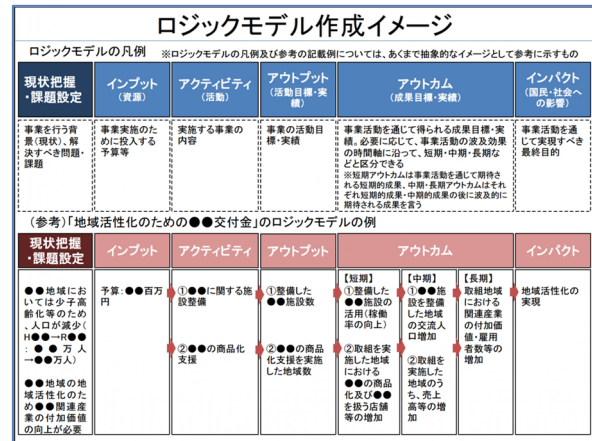 ロジックモデル作成イメージ
ロジックモデルの凡例 ※ロジックモデルの凡例及び参考の記載例については、あくまで抽象的なイメージとして参考に示すもの
現状把握
・課題設定
インプット
(資源)
アクティビティ
(活動)
アウトプット
(活動目標・実
績)
アウトカム
(成果目標・実績)
インパクト
(国民・社会へ
の影響)
事業を行う背
景(現状)、解
決すべき問題・
課題
事業実施のた
めに投入する
予算等
実施する事業の
内容
事業の活動目
標・実績
事業活動を通じて得られる成果目標・実
績。必要に応じて、事業活動の波及効果
の時間軸に沿って、短期・中期・長期な
どと区分できる
※短期アウトカムは事業活動を通じて期待さ
れる短期的成果、中期・長期アウトカムはそれ
ぞれ短期的成果・中期的成果の後に波及的に
期待される成果を言う
事業活動を通
じて実現すべき
最終目的
(参考)「地域活性化のための●●交付金」のロジックモデルの例
現状把握
・課題設定
インプット
アクティビティ
アウトプット
アウトカム
インパクト
●●地域にお
いては少子高
齢化等のため、
人口が減少(
H●●→R●●
:●●万人
→●●万人)
●●地域の地
域活性化のため
●●関連産
業の付加価値
の向上が必要
予算:●●百万
円
①●●に関する施
設整備
②●●の商品化
支援
①整備した
●●施設数
②●●の商品
化支援を実施
した地域数
【短期】
①整備した
●●施設の
活用(稼働
率の向上)
②取組を実施
した地域に
おける●●
の商品化及
び●●を
扱う店舗
等の増加
【中期】
①●●施
設を整備し
た地域の
交流人
口増加
②取組を実
施した地域
のうち、売上
高等の増加
【長期】
取組地域に
おける関連
産業の付加
価値・雇用
者数等の
増加
地域活性化の
実現